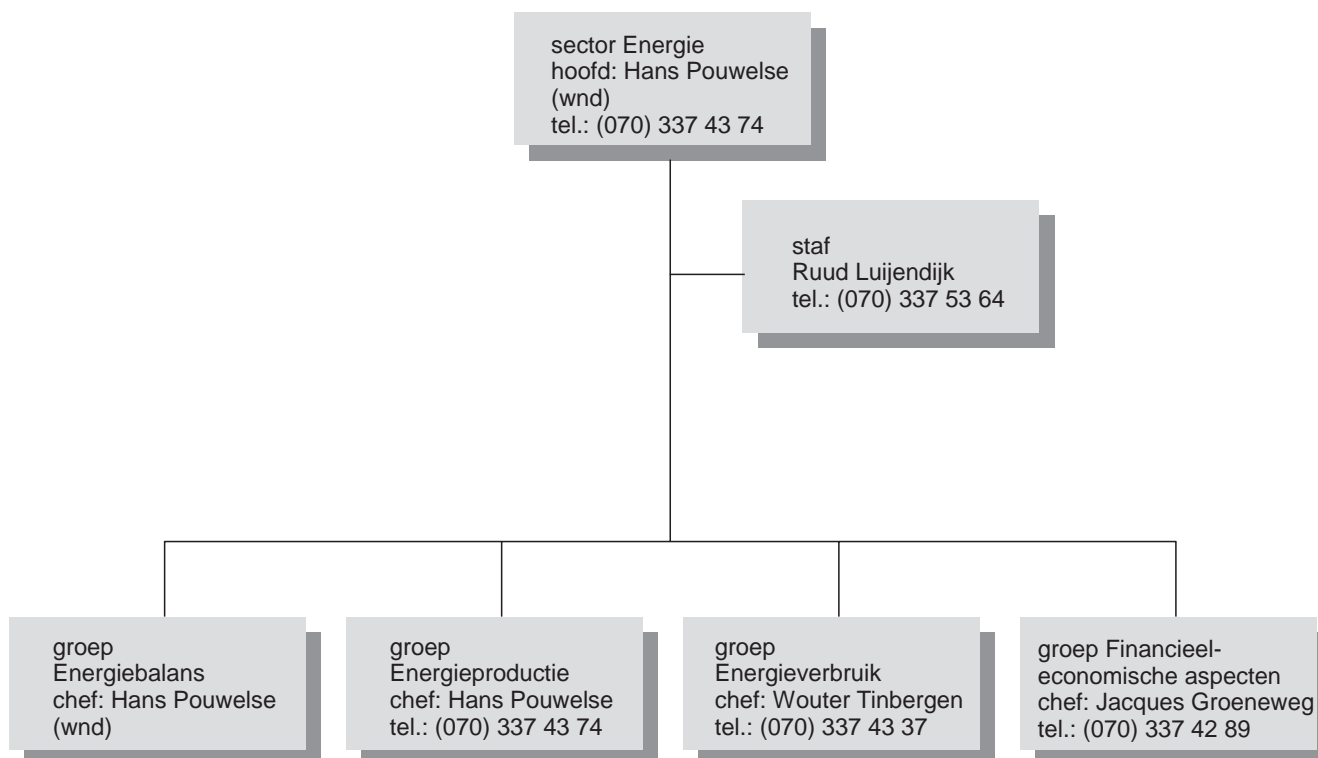 sector Energie
hoofd: Hans Pouwelse
(wnd)
tel.: (070) 337 43 74
staf
Ruud Luijendijk
tel.: (070) 337 53 64
groep
Energiebalans
chef: Hans Pouwelse
(wnd)
groep
Energieproductie
chef: Hans Pouwelse
tel.: (070) 337 43 74
groep
Energieverbruik
chef: Wouter Tinbergen
tel.: (070) 337 43 37
groep Financieel-
economische aspecten
chef: Jacques Groeneweg
tel.: (070) 337 42 89